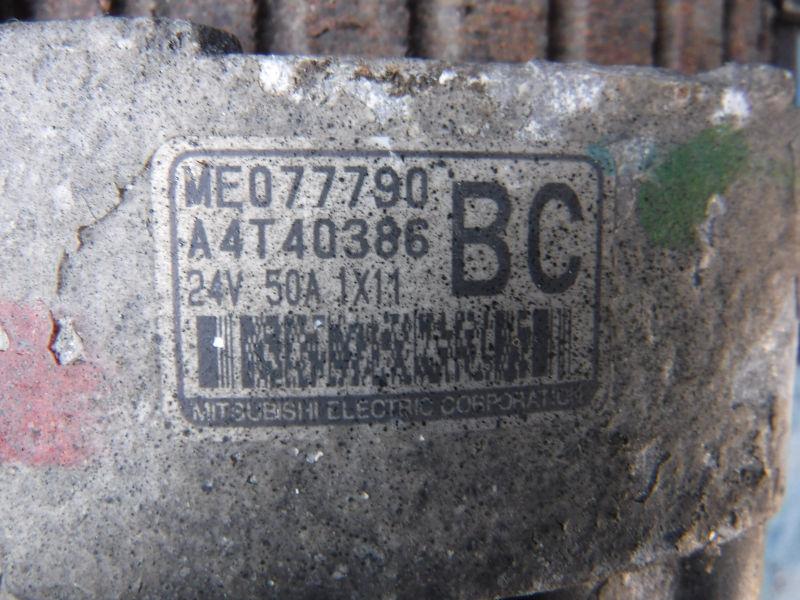 ME077790
A4T40386
BC
24V 50A 1X11
MITSUBISHI ELECTRIC CORPORATION